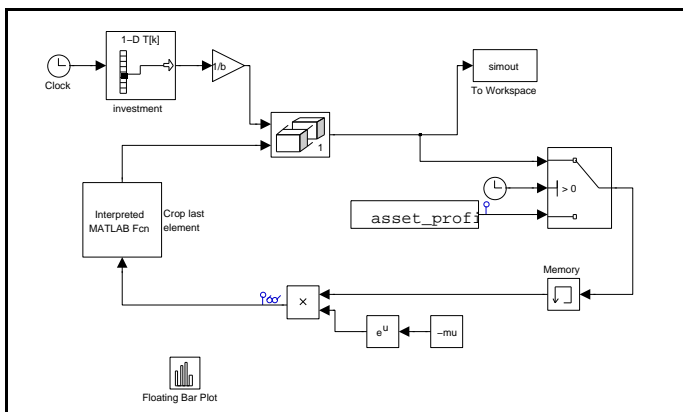 1−D T[k]
Clock
investment
1/b
simout
To Workspace
1
> 0
asset_profi
Interpreted
MATLAB Fcn
Crop last
element
Memory
×
e^u
−mu
Floating Bar Plot